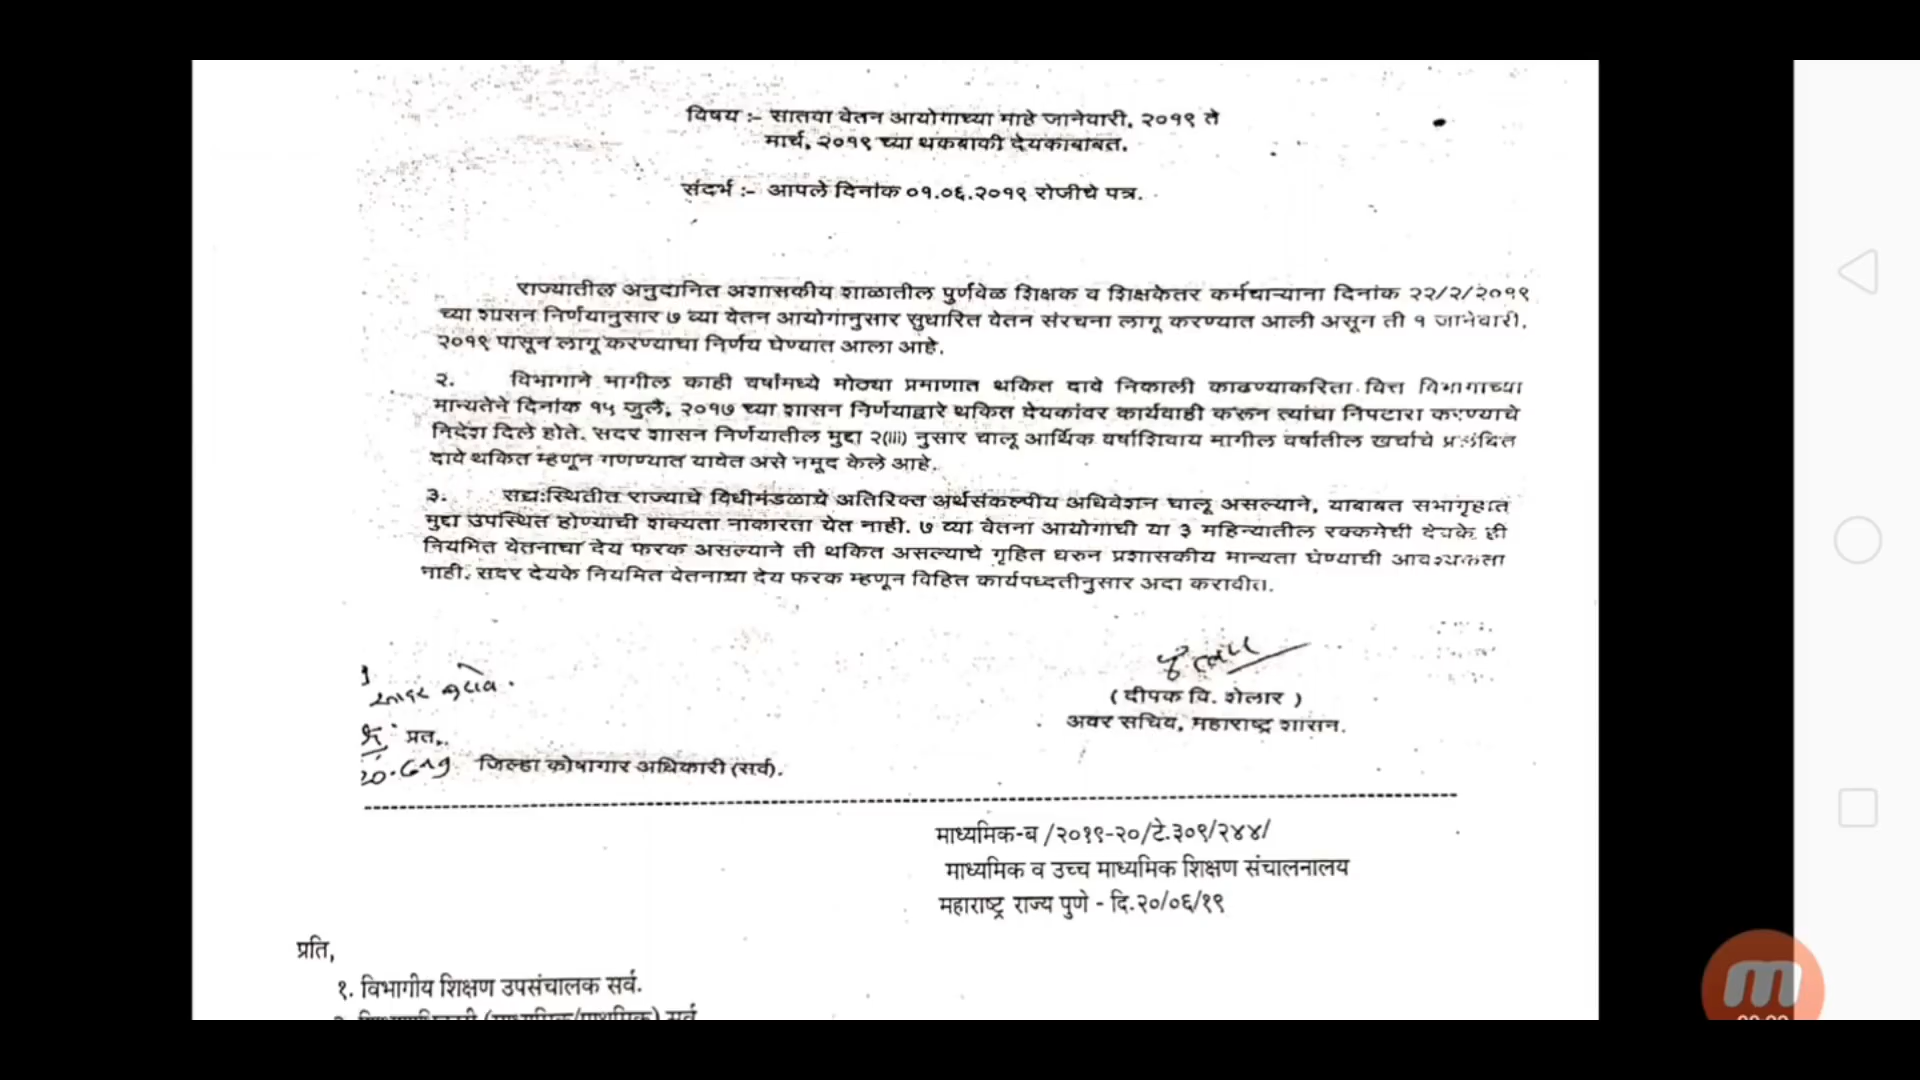 विषय :- सातवा वेतन आयोगाच्या माहे जानेवारी, २०१९ ते
मार्च, २०१९ च्या थकबाकी देयकाबाबत.
संदर्भ :- आपले दिनांक ०१.०६.२०१९ रोजीचे पत्र.
राज्यातील अनुदानित अशासकीय शाळातील पुर्णवेळ शिक्षक व शिक्षकेतर कर्मचाऱ्याना दिनांक २२/२/२०१९
च्या शासन निर्णयानुसार ७ व्या वेतन आयोगानुसार सुधारित वेतन संरचना लागू करण्यात आली असून ती १ जानेवारी,
२०१९ पासून लागू करण्याचा निर्णय घेण्यात आला आहे.
२. विभागाने मागील काही वर्षांमध्ये मोठ्या प्रमाणात थकित दावे निकाली काढण्याकरिता वित्त विभागाच्या
मान्यतेने दिनांक १५ जुलै, २०१७ च्या शासन निर्णयाद्वारे थकित देयकांवर कार्यवाही करुन त्यांचा निपटारा करण्याचे
निदेश दिले होते. सदर शासन निर्णयातील मुद्दा २(iii) नुसार चालू आर्थिक वर्षाशिवाय मागील वर्षातील खर्चाचे प्रलंबित
दावे थकित म्हणून गणण्यात यावेत असे नमूद केले आहे.
३. सद्यःस्थितीत राज्याचे विधीमंडळाचे अतिरिक्त अर्थसंकल्पीय अधिवेशन चालू असल्याने, याबाबत सभागृहात
मुद्दा उपस्थित होण्याची शक्यता नाकारता येत नाही. ७ व्या वेतना आयोगाची या ३ महिन्यातील रक्कमेची देयके ही
नियमित वेतनाचा देय फरक असल्याने ती थकित असल्याचे गृहित धरुन प्रशासकीय मान्यता घेण्याची आवश्यकता
नाही. सदर देयके नियमित वेतनाचा देय फरक म्हणून विहित कार्यपध्दतीनुसार अदा करावीत.
( दीपक वि. शेलार )
अवर सचिव, महाराष्ट्र शासन.
प्रत,
जिल्हा कोषागार अधिकारी (सर्व).
माध्यमिक-ब /२०१९-२०/टे.३०९/२४४/
माध्यमिक व उच्च माध्यमिक शिक्षण संचालनालय
महाराष्ट्र राज्य पुणे - दि.२०/०६/१९
प्रति,
१. विभागीय शिक्षण उपसंचालक सर्व.
२. शिक्षणाधिकारी (माध्यमिक/प्राथमिक) सर्व